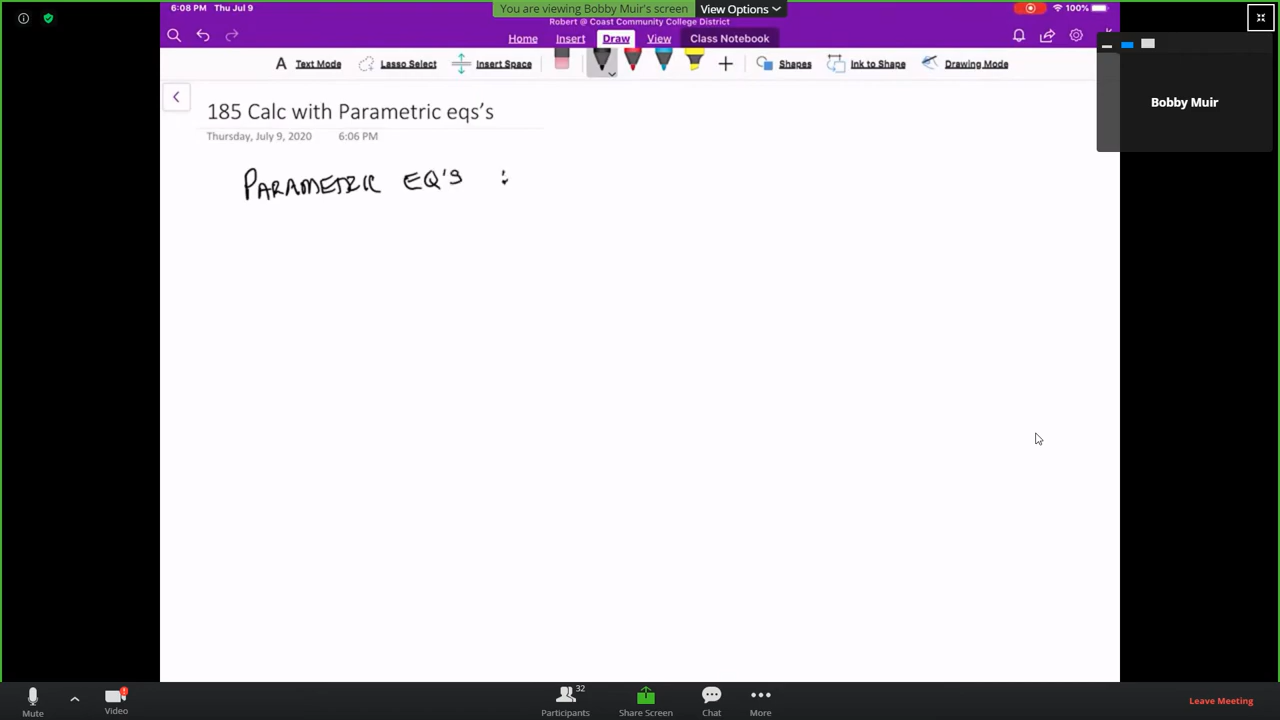 You are viewing Bobby Muir's screen
View Options
6:08 PM Thu Jul 9
100%
Robert @ Coast Community College District
Home Insert Draw View Class Notebook
Text Mode Lasso Select Insert Space Shapes Ink to Shape Drawing Mode
Bobby Muir
185 Calc with Parametric eqs's
Thursday, July 9, 2020 6:06 PM
PARAMETRIC EQ'S :
Mute
Video
Participants 32
Share Screen
Chat
More
Leave Meeting